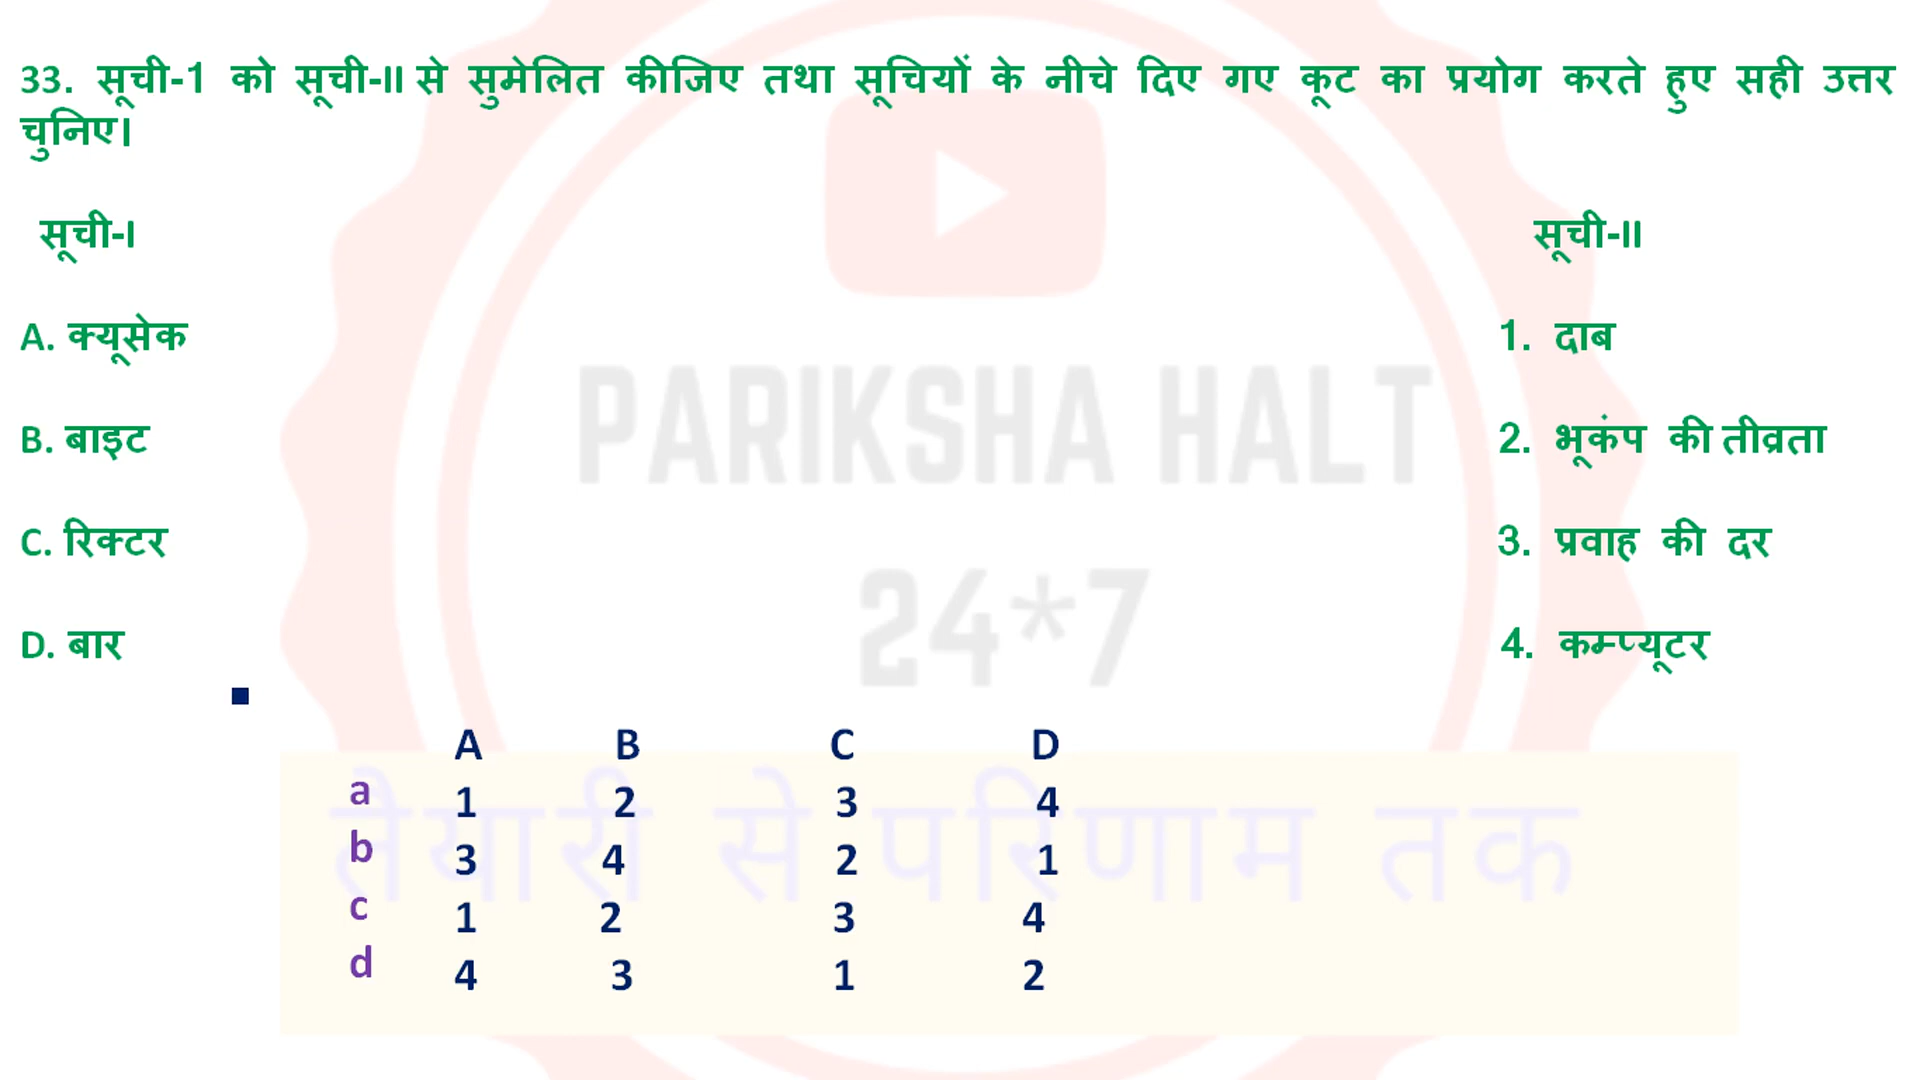 33. सूची-1 को सूची-II से सुमेलित कीजिए तथा सूचियों के नीचे दिए गए कूट का प्रयोग करते हुए सही उत्तर
चुनिए।
सूची-I सूची-II
A. क्यूसेक 1. दाब
B. बाइट 2. भूकंप की तीव्रता
C. रिक्टर 3. प्रवाह की दर
D. बार 4. कम्प्यूटर
A B C D
a 1 2 3 4
b 3 4 2 1
c 1 2 3 4
d 4 3 1 2
PARIKSHA HALT
24*7
तैयारी से परिणाम तक